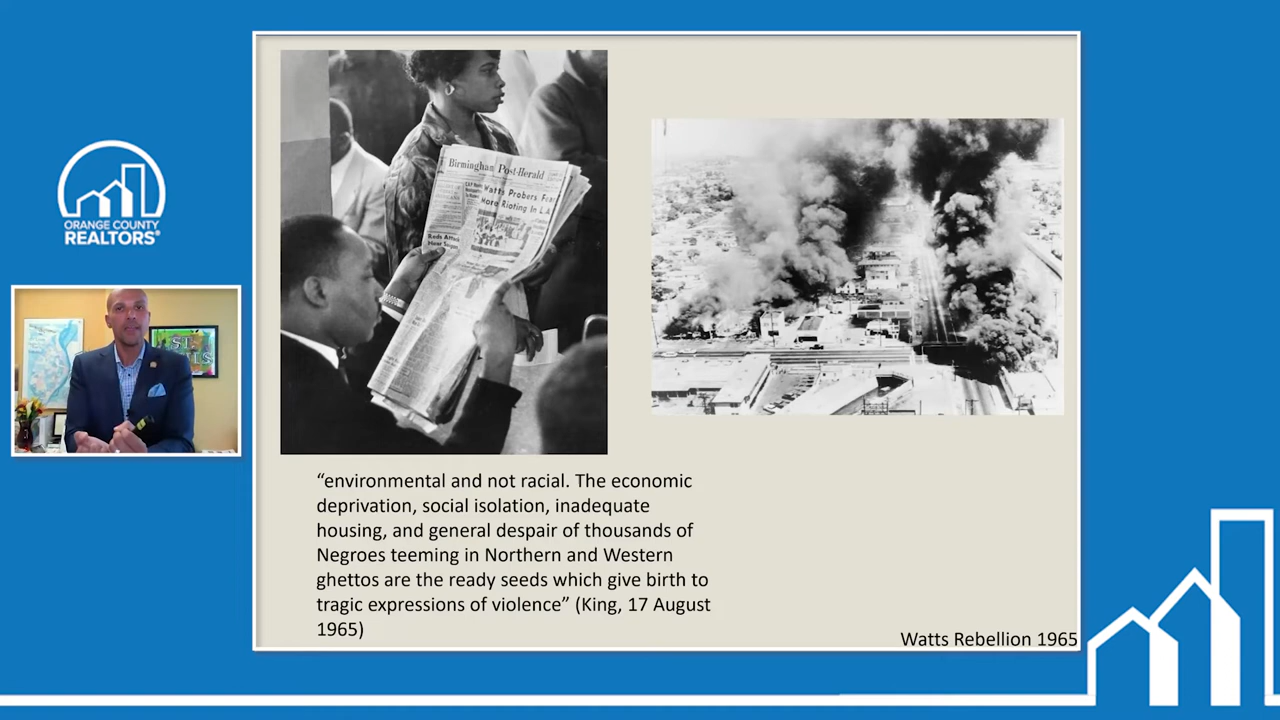 ORANGE COUNTY
REALTORS®
Birmingham Post-Herald
Watts Probers Fear
More Rioting In L.A.
“environmental and not racial. The economic
deprivation, social isolation, inadequate
housing, and general despair of thousands of
Negroes teeming in Northern and Western
ghettos are the ready seeds which give birth to
tragic expressions of violence” (King, 17 August
1965)
Watts Rebellion 1965